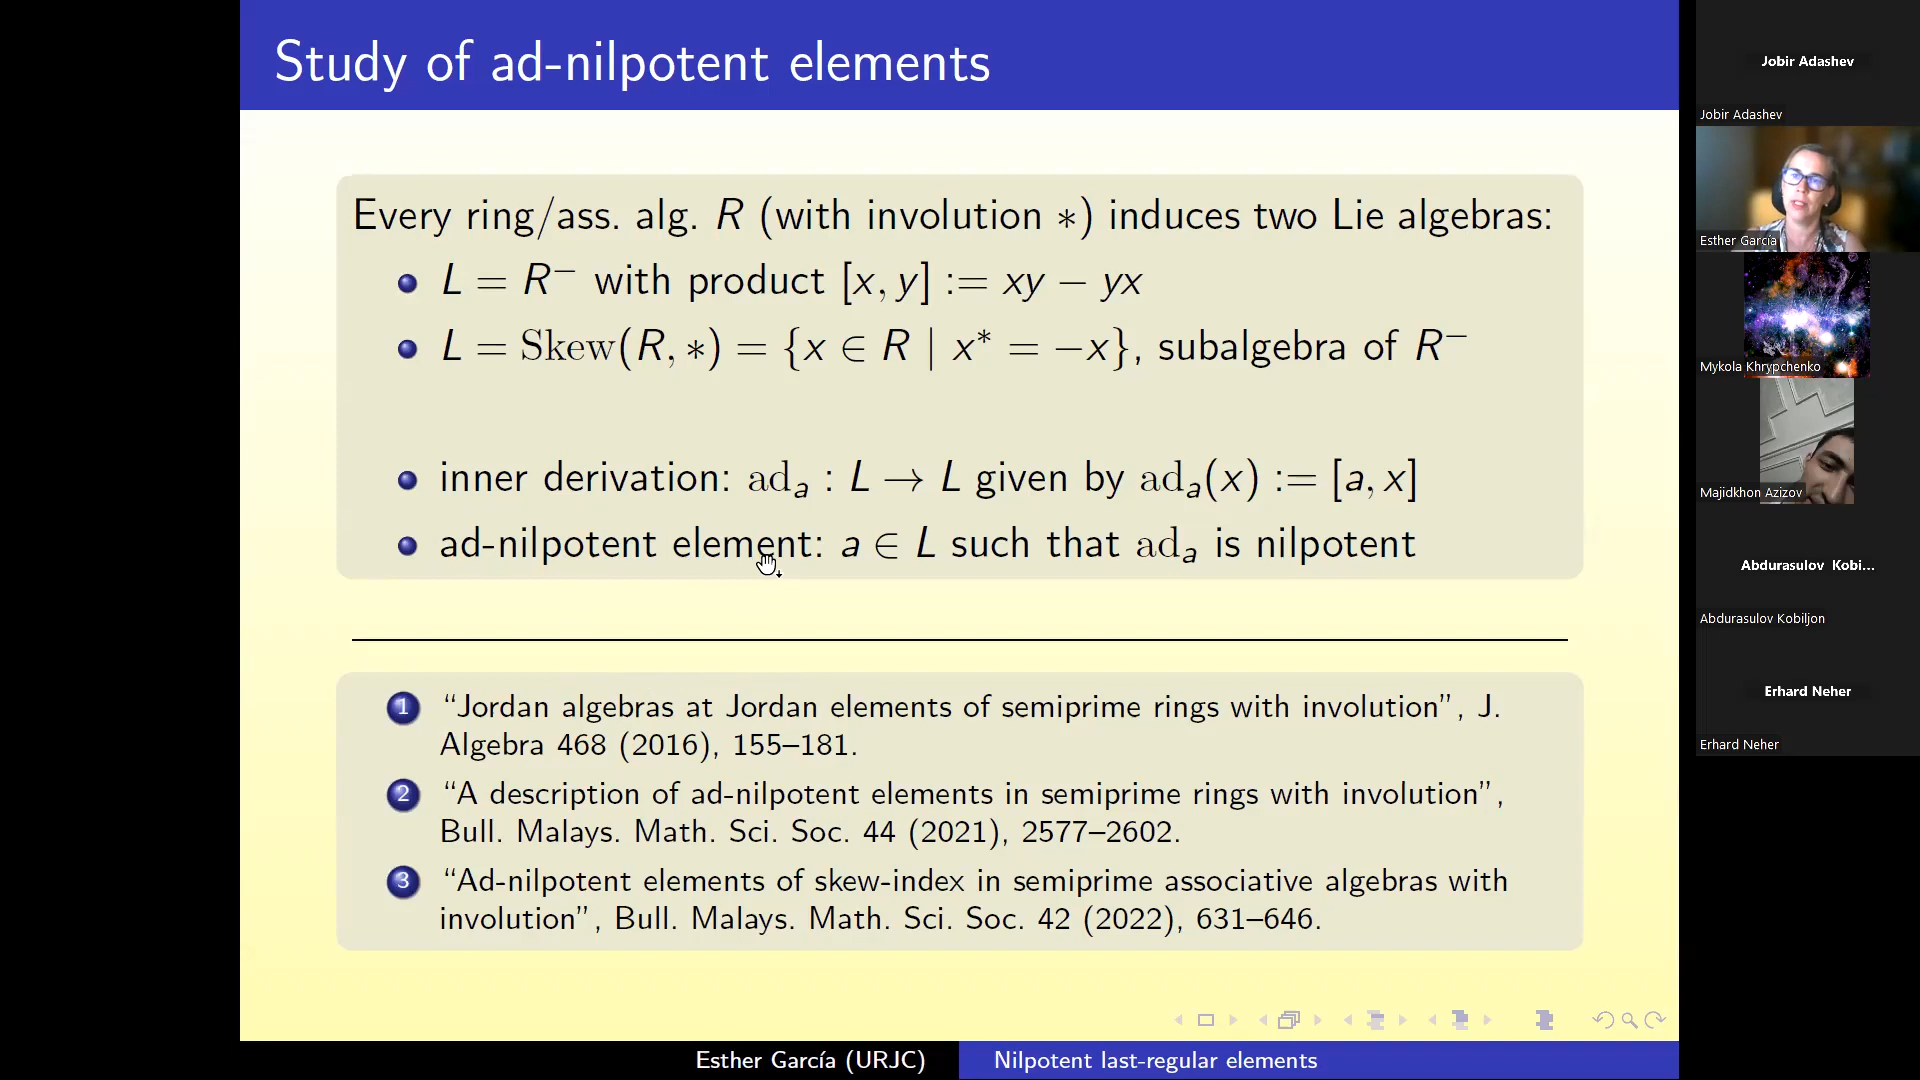 Study of ad-nilpotent elements
Every ring/ass. alg. R (with involution ∗) induces two Lie algebras:
L = R⁻ with product [x, y] := xy − yx
L = Skew(R, ∗) = {x ∈ R | x* = −x}, subalgebra of R⁻
inner derivation: adₐ : L → L given by adₐ(x) := [a, x]
ad-nilpotent element: a ∈ L such that adₐ is nilpotent
1 “Jordan algebras at Jordan elements of semiprime rings with involution”, J.
Algebra 468 (2016), 155–181.
2 “A description of ad-nilpotent elements in semiprime rings with involution”,
Bull. Malays. Math. Sci. Soc. 44 (2021), 2577–2602.
3 “Ad-nilpotent elements of skew-index in semiprime associative algebras with
involution”, Bull. Malays. Math. Sci. Soc. 42 (2022), 631–646.
Esther García (URJC)
Nilpotent last-regular elements
Jobir Adashev
Jobir Adashev
Esther García
Mykola Khrypchenko
Majidkhon Azizov
Abdurasulov Kobi...
Abdurasulov Kobiljon
Erhard Neher
Erhard Neher